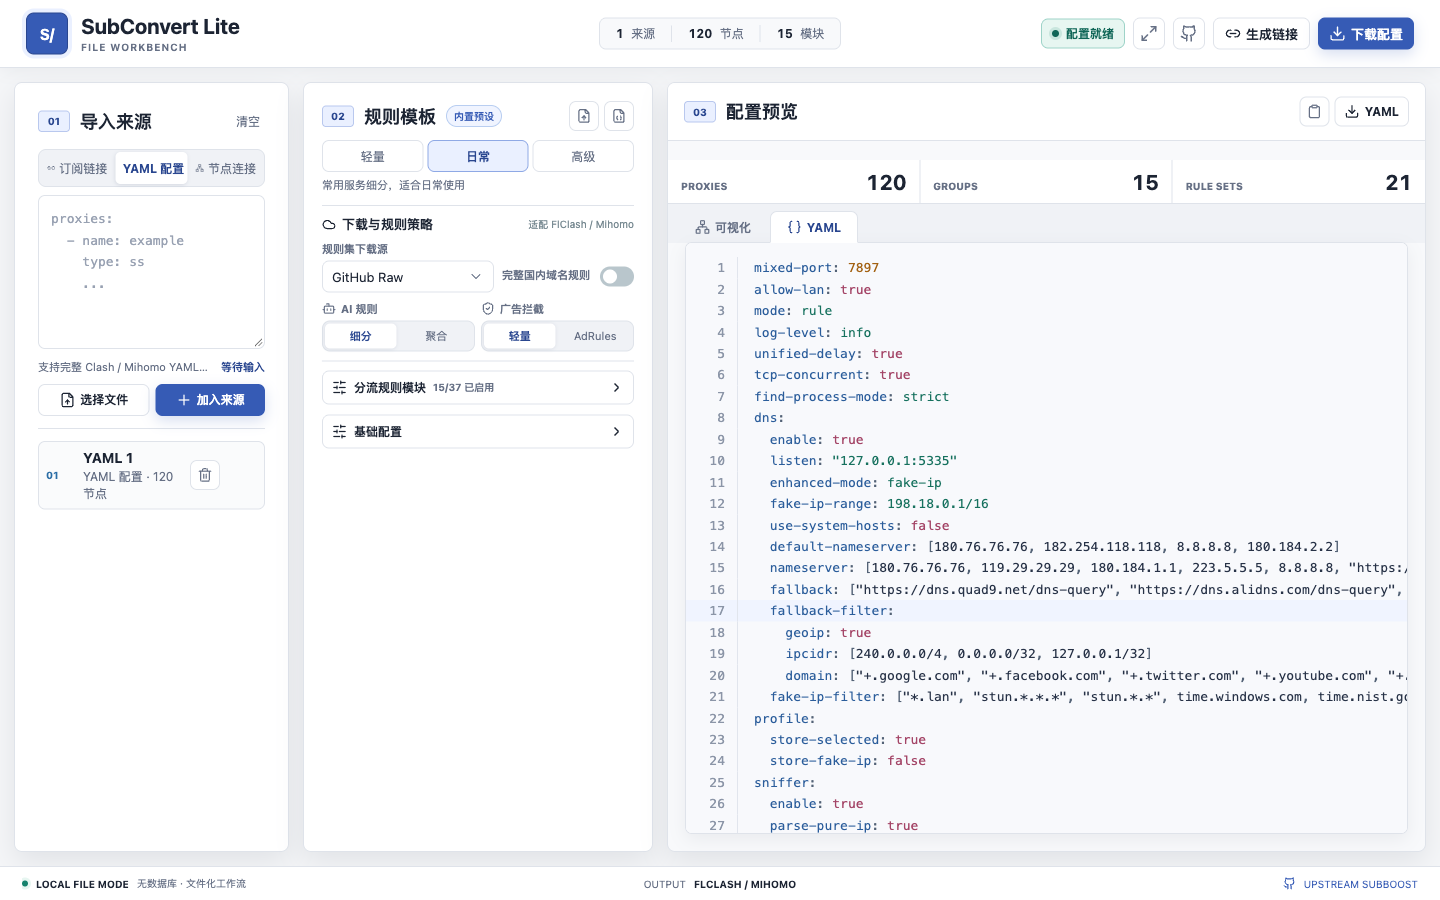 S/
SubConvert Lite
FILE WORKBENCH
1 来源
120 节点
15 模块
配置就绪
生成链接
下载配置
01 导入来源
清空
订阅链接
YAML 配置
节点连接
proxies:
- name: example
type: ss
...
支持完整 Clash / Mihomo YAML...
等待输入
选择文件
加入来源
01
YAML 1
YAML 配置 · 120
节点
02 规则模板
内置预设
轻量
日常
高级
常用服务细分，适合日常使用
下载与规则策略
适配 FlClash / Mihomo
规则集下载源
GitHub Raw
完整国内域名规则
AI 规则
广告拦截
细分
聚合
轻量
AdRules
分流规则模块 15/37 已启用
基础配置
03 配置预览
YAML
PROXIES 120
GROUPS 15
RULE SETS 21
可视化
{} YAML
1 mixed-port: 7897
2 allow-lan: true
3 mode: rule
4 log-level: info
5 unified-delay: true
6 tcp-concurrent: true
7 find-process-mode: strict
8 dns:
9 enable: true
10 listen: "127.0.0.1:5335"
11 enhanced-mode: fake-ip
12 fake-ip-range: 198.18.0.1/16
13 use-system-hosts: false
14 default-nameserver: [180.76.76.76, 182.254.118.118, 8.8.8.8, 180.184.2.2]
15 nameserver: [180.76.76.76, 119.29.29.29, 180.184.1.1, 223.5.5.5, 8.8.8.8, "https:/
16 fallback: ["https://dns.quad9.net/dns-query", "https://dns.alidns.com/dns-query",
17 fallback-filter:
18 geoip: true
19 ipcidr: [240.0.0.0/4, 0.0.0.0/32, 127.0.0.1/32]
20 domain: ["+.google.com", "+.facebook.com", "+.twitter.com", "+.youtube.com", "+.
21 fake-ip-filter: ["*.lan", "stun.*.*.*", "stun.*.*", time.windows.com, time.nist.go
22 profile:
23 store-selected: true
24 store-fake-ip: false
25 sniffer:
26 enable: true
27 parse-pure-ip: true
LOCAL FILE MODE 无数据库 · 文件化工作流
OUTPUT FLCLASH / MIHOMO
UPSTREAM SUBBOOST